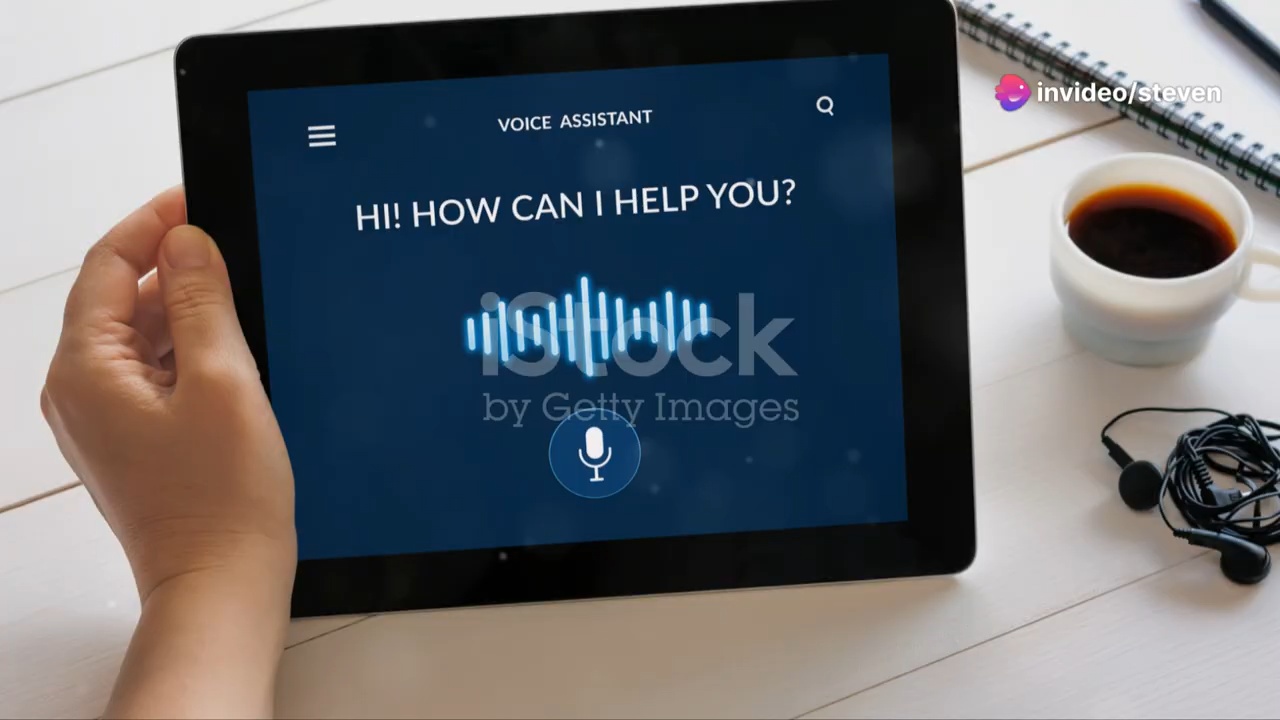 invideo/steven
VOICE ASSISTANT
HI! HOW CAN I HELP YOU?
iStock
by Getty Images